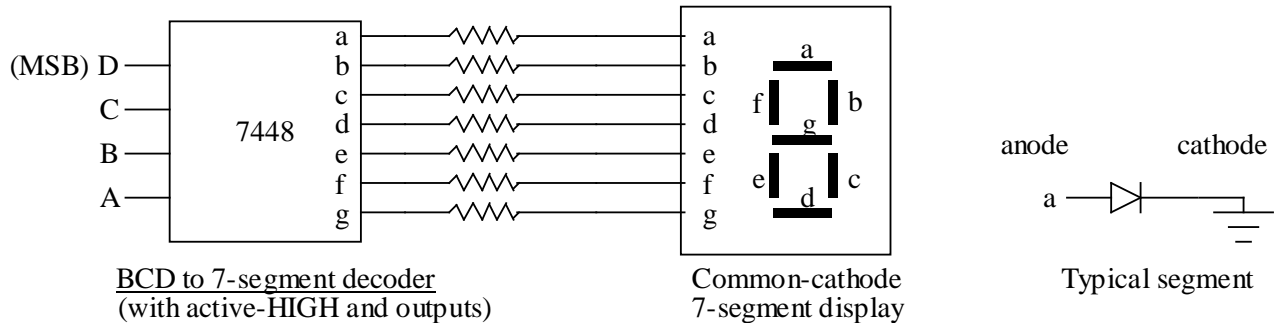 (MSB) D
C
B
A
7448
a
b
c
d
e
f
g
a
b
c
d
e
f
g
a
f
b
g
e
c
d
anode
cathode
a
BCD to 7-segment decoder
(with active-HIGH and outputs)
Common-cathode
7-segment display
Typical segment